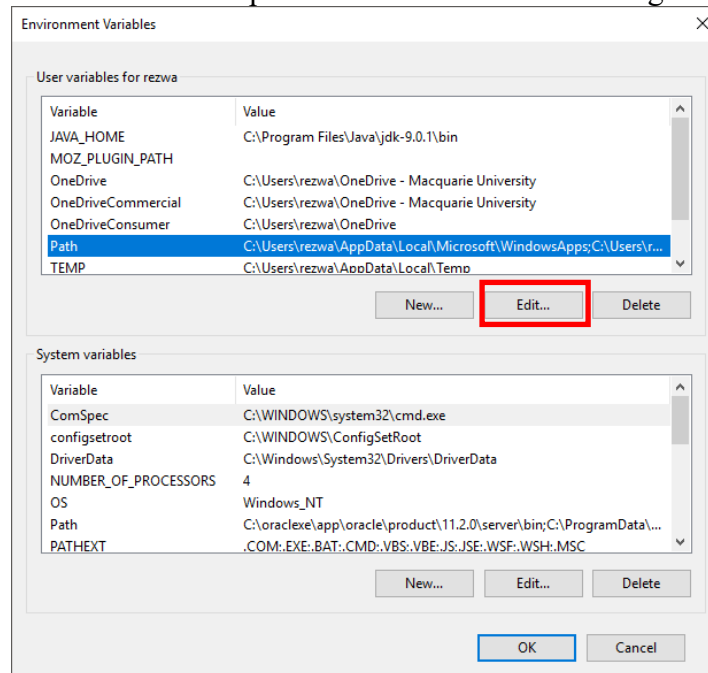 Environment Variables
User variables for rezwa
Variable Value
JAVA_HOME C:\Program Files\Java\jdk-9.0.1\bin
MOZ_PLUGIN_PATH
OneDrive C:\Users\rezwa\OneDrive - Macquarie University
OneDriveCommercial C:\Users\rezwa\OneDrive - Macquarie University
OneDriveConsumer C:\Users\rezwa\OneDrive
Path C:\Users\rezwa\AppData\Local\Microsoft\WindowsApps;C:\Users\r...
TEMP C:\Users\rezwa\AppData\Local\Temp
New... Edit... Delete
System variables
Variable Value
ComSpec C:\WINDOWS\system32\cmd.exe
configsetroot C:\WINDOWS\ConfigSetRoot
DriverData C:\Windows\System32\Drivers\DriverData
NUMBER_OF_PROCESSORS 4
OS Windows_NT
Path C:\oraclexe\app\oracle\product\11.2.0\server\bin;C:\ProgramData\...
PATHEXT .COM;.EXE;.BAT;.CMD;.VBS;.VBE;.JS;.JSE;.WSF;.WSH;.MSC
New... Edit... Delete
OK Cancel